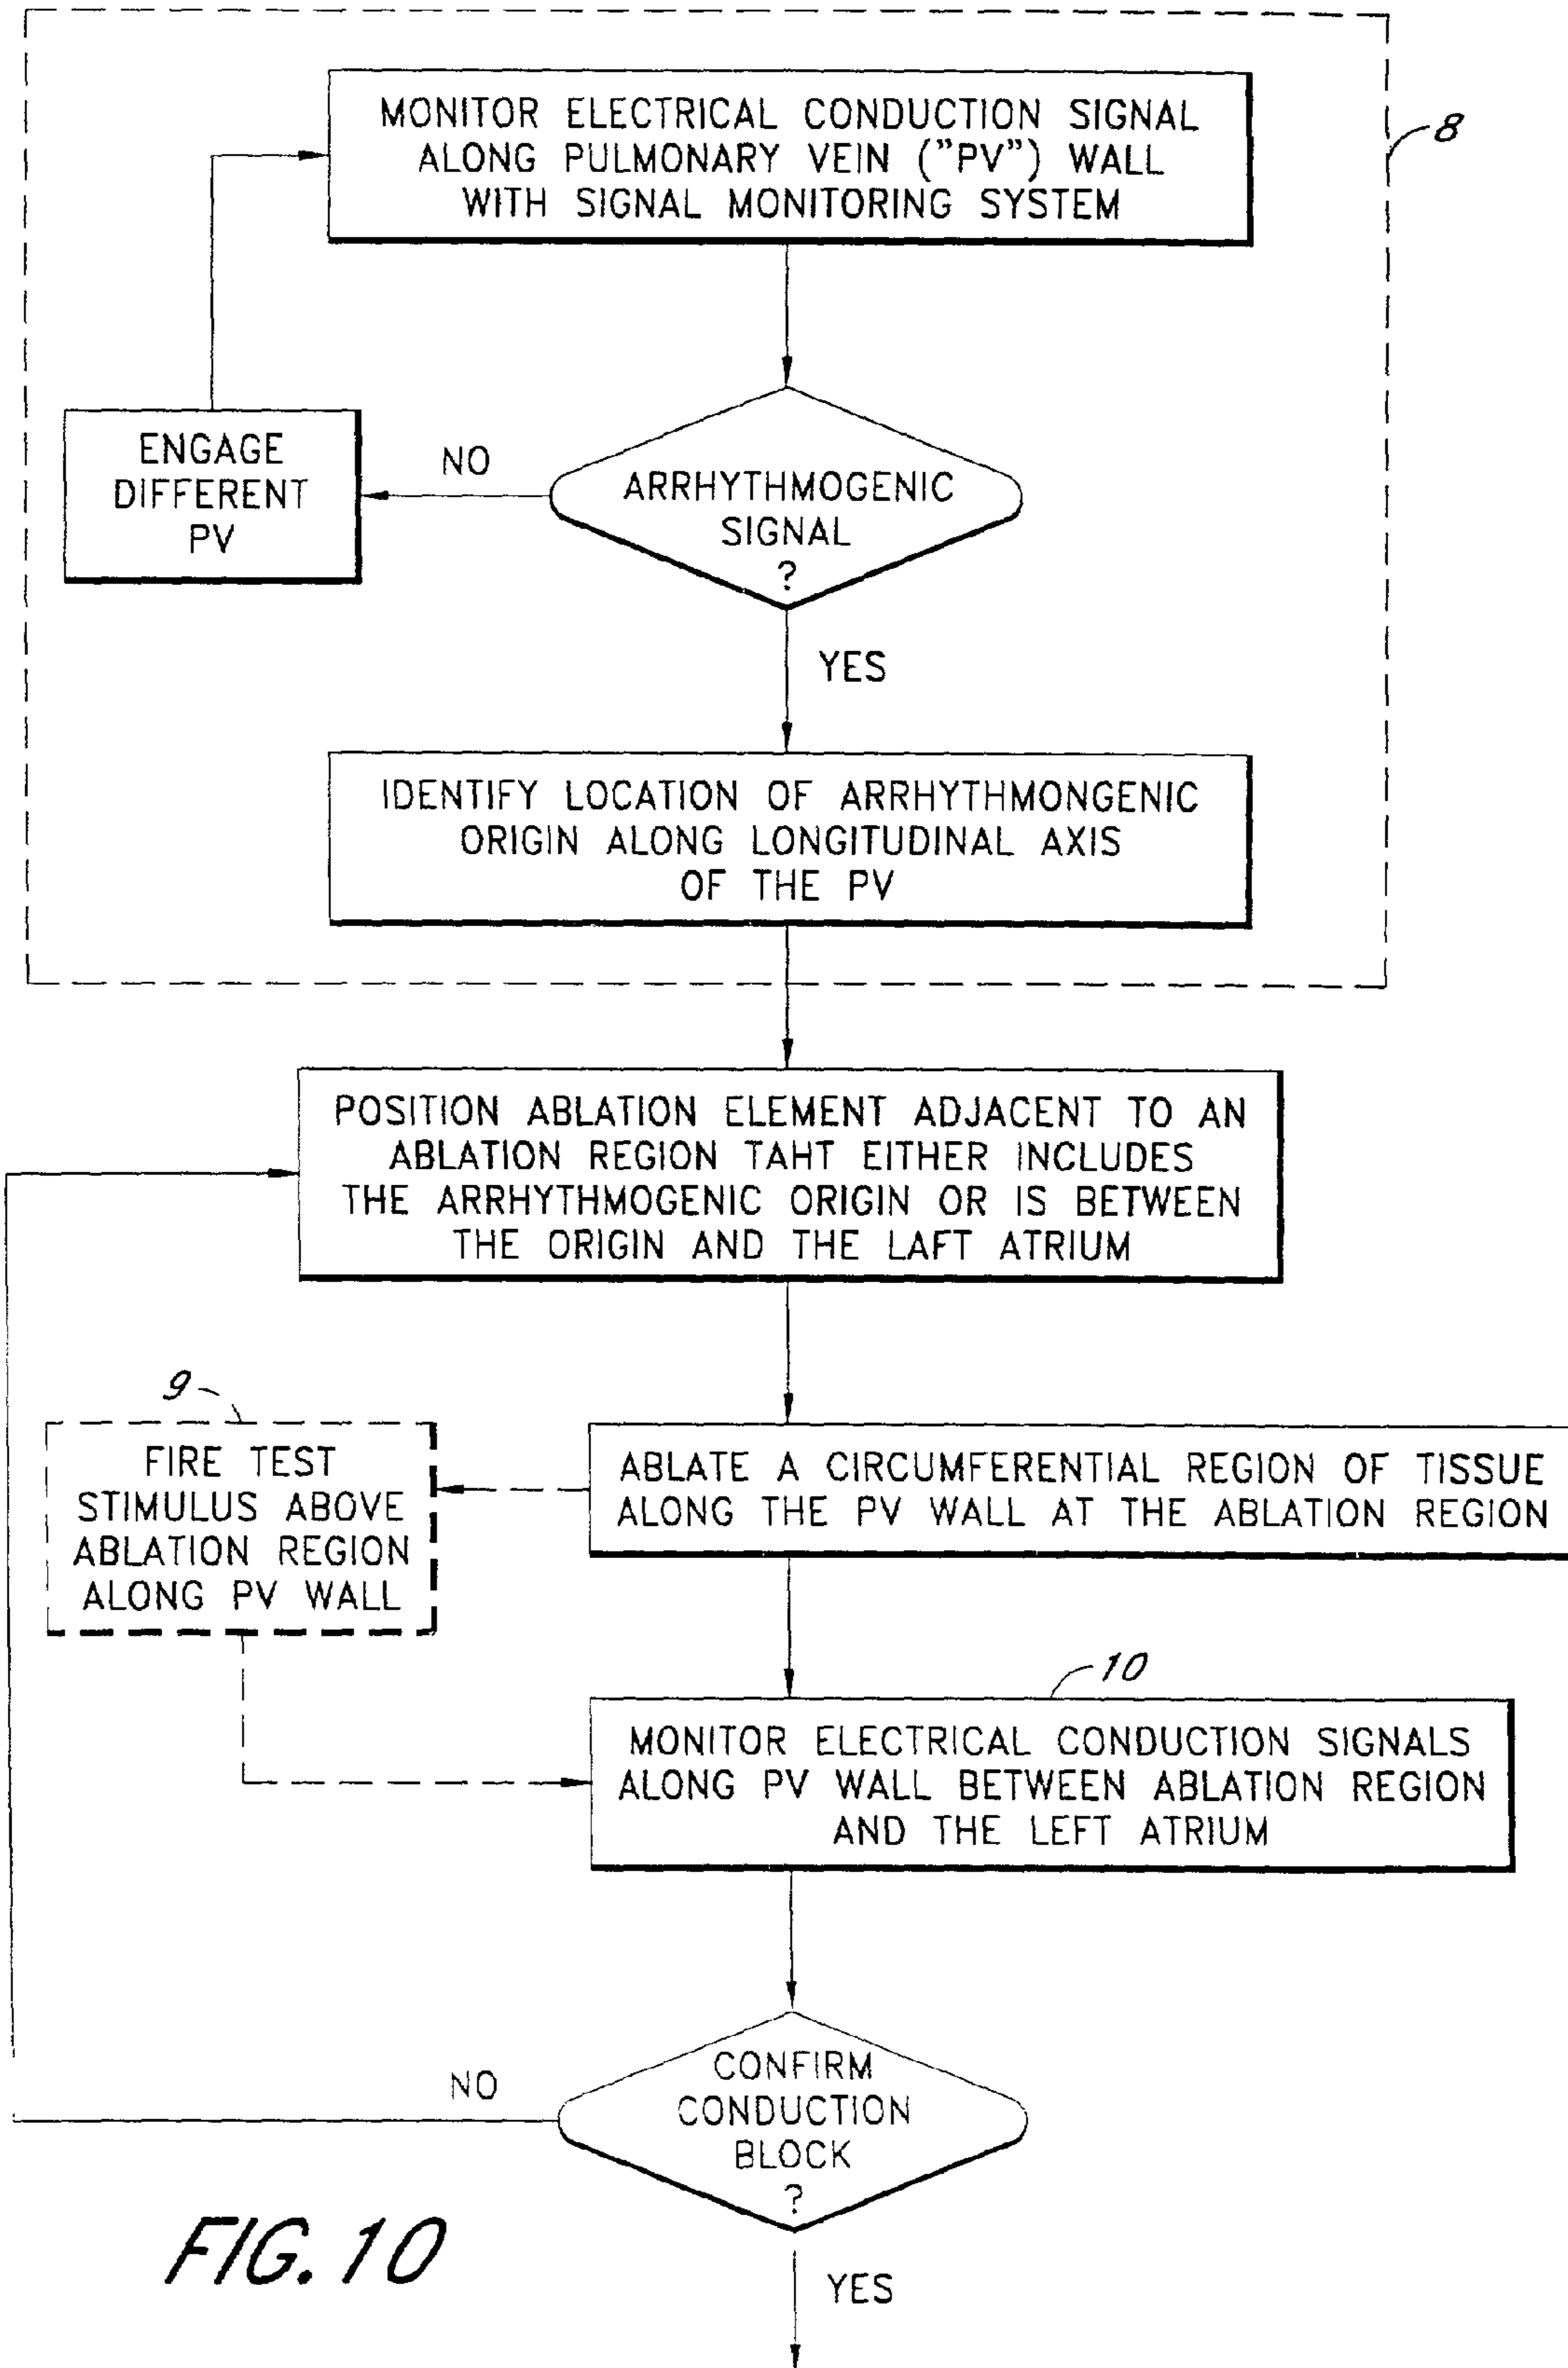 MONITOR ELECTRICAL CONDUCTION SIGNAL
ALONG PULMONARY VEIN ("PV") WALL
WITH SIGNAL MONITORING SYSTEM
8
ENGAGE
DIFFERENT
PV
NO
ARRHYTHMOGENIC
SIGNAL
?
YES
IDENTIFY LOCATION OF ARRHYTHMONGENIC
ORIGIN ALONG LONGITUDINAL AXIS
OF THE PV
POSITION ABLATION ELEMENT ADJACENT TO AN
ABLATION REGION TAHT EITHER INCLUDES
THE ARRHYTHMOGENIC ORIGIN OR IS BETWEEN
THE ORIGIN AND THE LAFT ATRIUM
9
FIRE TEST
STIMULUS ABOVE
ABLATION REGION
ALONG PV WALL
ABLATE A CIRCUMFERENTIAL REGION OF TISSUE
ALONG THE PV WALL AT THE ABLATION REGION
10
MONITOR ELECTRICAL CONDUCTION SIGNALS
ALONG PV WALL BETWEEN ABLATION REGION
AND THE LEFT ATRIUM
NO
CONFIRM
CONDUCTION
BLOCK
?
YES
FIG. 10